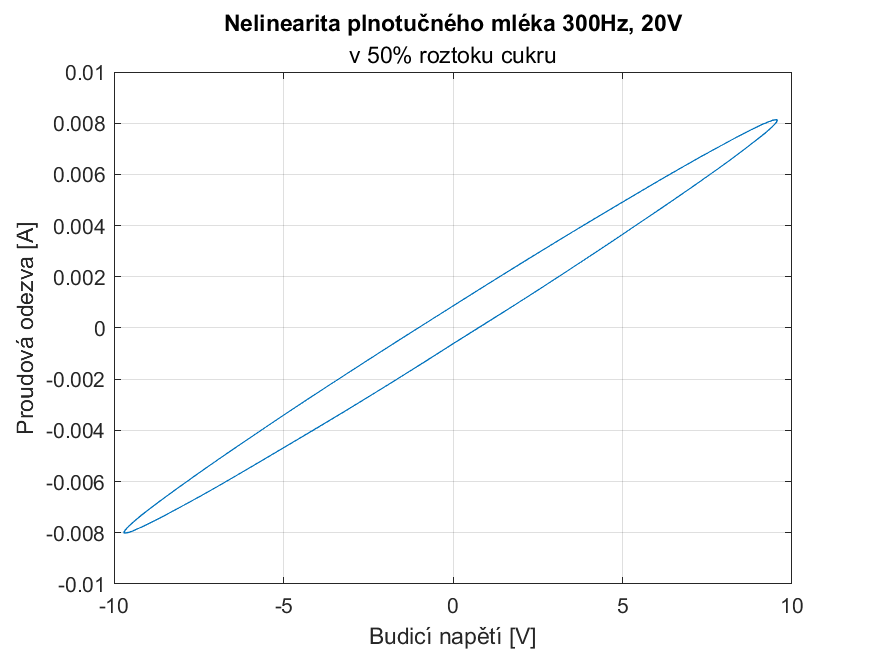 Nelinearita plnotučného mléka 300Hz, 20V
v 50% roztoku cukru
0.01
0.008
0.006
0.004
0.002
0
-0.002
-0.004
-0.006
-0.008
-0.01
Proudová odezva [A]
-10 -5 0 5 10
Budicí napětí [V]